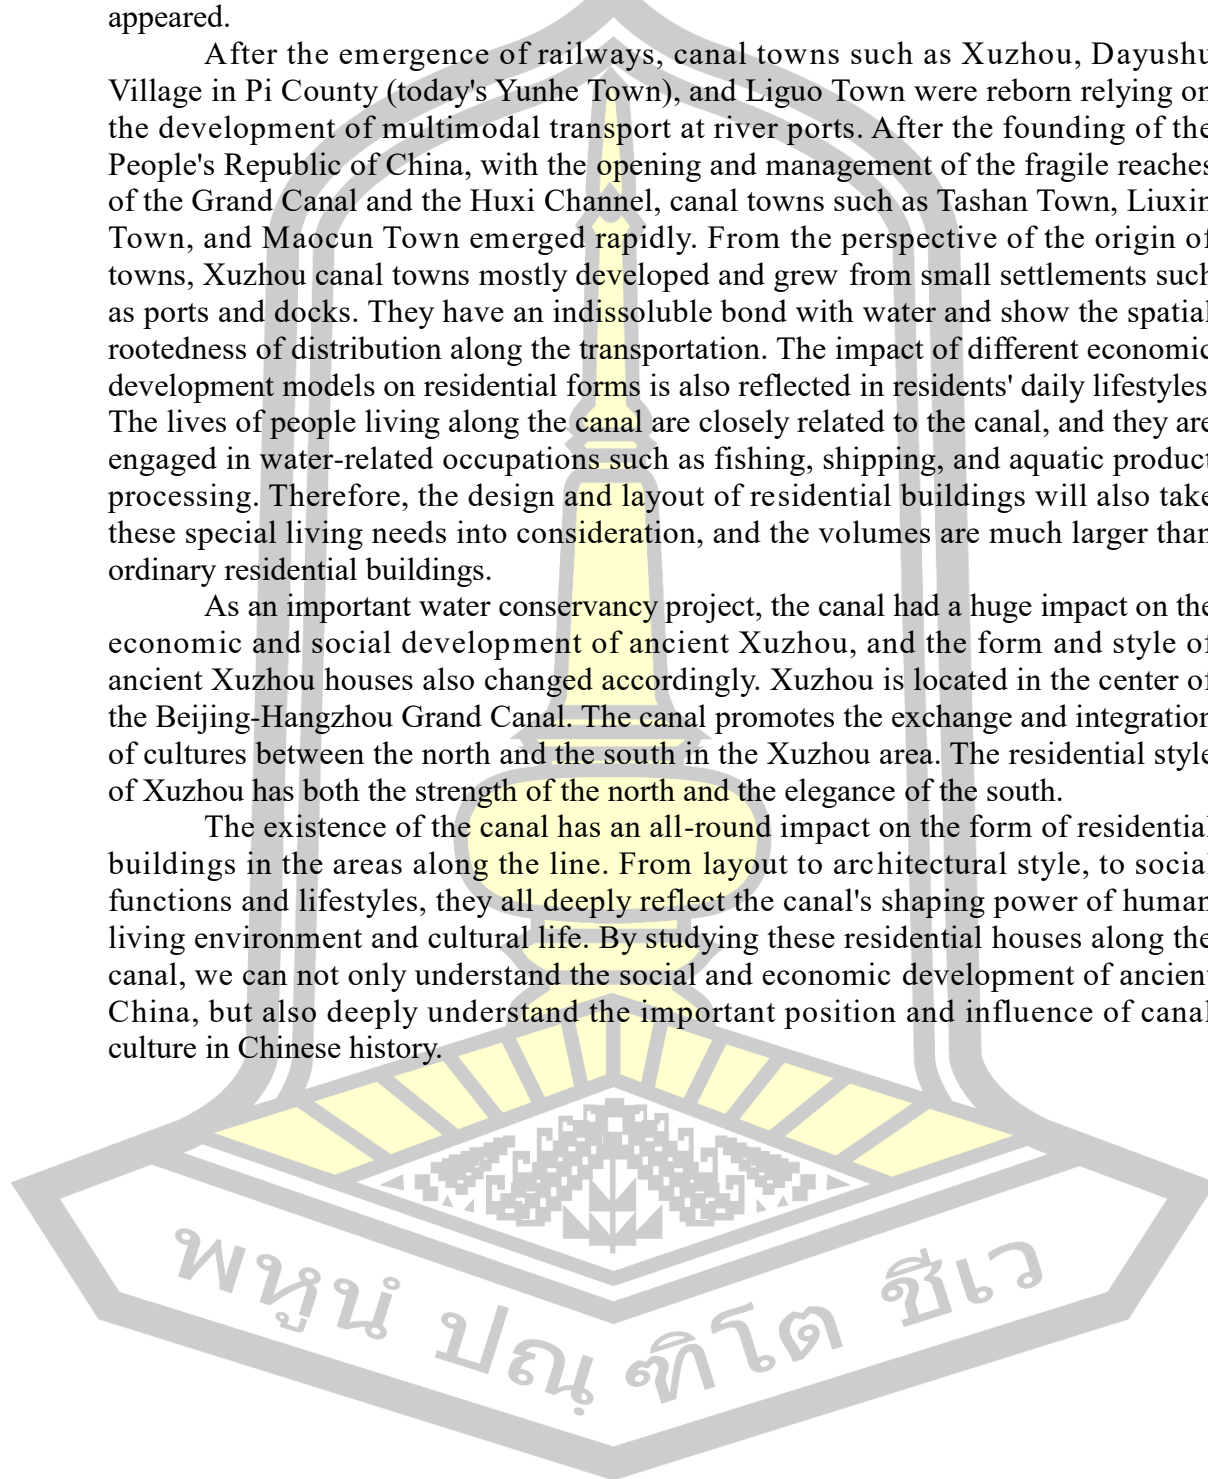 appeared.
After the emergence of railways, canal towns such as Xuzhou, Dayushu
Village in Pi County (today's Yunhe Town), and Liguo Town were reborn relying on
the development of multimodal transport at river ports. After the founding of the
People's Republic of China, with the opening and management of the fragile reaches
of the Grand Canal and the Huxi Channel, canal towns such as Tashan Town, Liuxin
Town, and Maocun Town emerged rapidly. From the perspective of the origin of
towns, Xuzhou canal towns mostly developed and grew from small settlements such
as ports and docks. They have an indissoluble bond with water and show the spatial
rootedness of distribution along the transportation. The impact of different economic
development models on residential forms is also reflected in residents' daily lifestyles
The lives of people living along the canal are closely related to the canal, and they are
engaged in water-related occupations such as fishing, shipping, and aquatic product
processing. Therefore, the design and layout of residential buildings will also take
these special living needs into consideration, and the volumes are much larger than
ordinary residential buildings.
As an important water conservancy project, the canal had a huge impact on the
economic and social development of ancient Xuzhou, and the form and style of
ancient Xuzhou houses also changed accordingly. Xuzhou is located in the center of
the Beijing-Hangzhou Grand Canal. The canal promotes the exchange and integration
of cultures between the north and the south in the Xuzhou area. The residential style
of Xuzhou has both the strength of the north and the elegance of the south.
The existence of the canal has an all-round impact on the form of residential
buildings in the areas along the line. From layout to architectural style, to social
functions and lifestyles, they all deeply reflect the canal's shaping power of human
living environment and cultural life. By studying these residential houses along the
canal, we can not only understand the social and economic development of ancient
China, but also deeply understand the important position and influence of canal
culture in Chinese history.
พหูนํ ปณฺฑิโต ชีเว